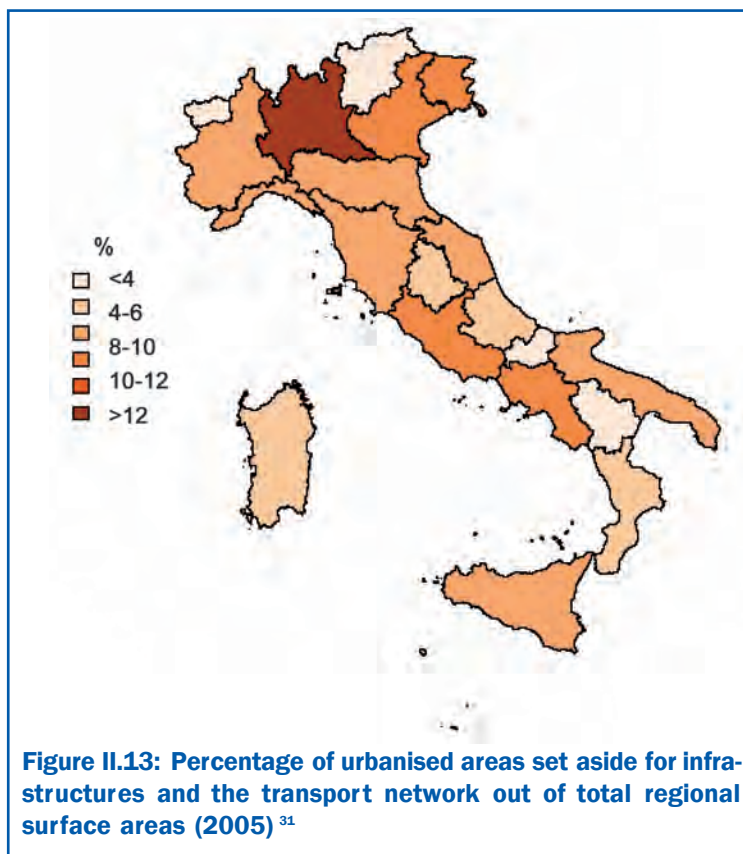 %
<4
4-6
8-10
10-12
>12
Figure II.13: Percentage of urbanised areas set aside for infra-
structures and the transport network out of total regional
surface areas (2005) 31